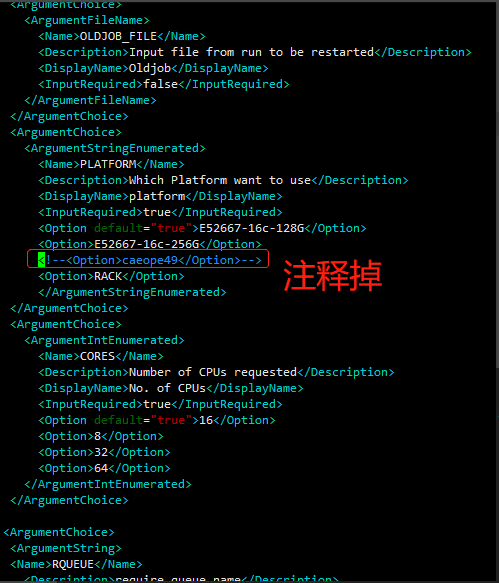 <ArgumentChoice>
<ArgumentFileName>
<Name>OLDJOB_FILE</Name>
<Description>Input file from run to be restarted</Description>
<DisplayName>Oldjob</DisplayName>
<InputRequired>false</InputRequired>
</ArgumentFileName>
</ArgumentChoice>
<ArgumentChoice>
<ArgumentStringEnumerated>
<Name>PLATFORM</Name>
<Description>Which Platform want to use</Description>
<DisplayName>platform</DisplayName>
<InputRequired>true</InputRequired>
<Option default="true">E52667-16c-128G</Option>
<Option>E52667-16c-256G</Option>
<!--<Option>caeope49</Option>-->
注释掉
<Option>RACK</Option>
</ArgumentStringEnumerated>
</ArgumentChoice>
<ArgumentChoice>
<ArgumentIntEnumerated>
<Name>CORES</Name>
<Description>Number of CPUs requested</Description>
<DisplayName>No. of CPUs</DisplayName>
<InputRequired>true</InputRequired>
<Option default="true">16</Option>
<Option>8</Option>
<Option>32</Option>
<Option>64</Option>
</ArgumentIntEnumerated>
</ArgumentChoice>
<ArgumentChoice>
<ArgumentString>
<Name>RQUEUE</Name>
<Description>require queue name</Description>